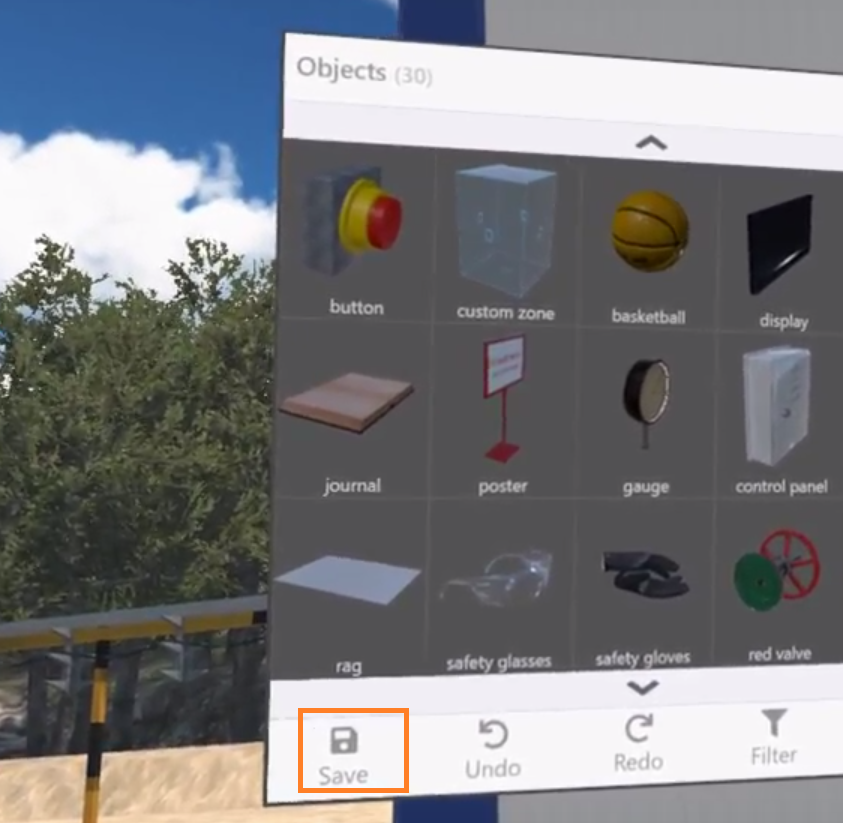 Objects (30)
button
custom zone
basketball
display
journal
poster
gauge
control panel
rag
safety glasses
safety gloves
red valve
Save
Undo
Redo
Filter